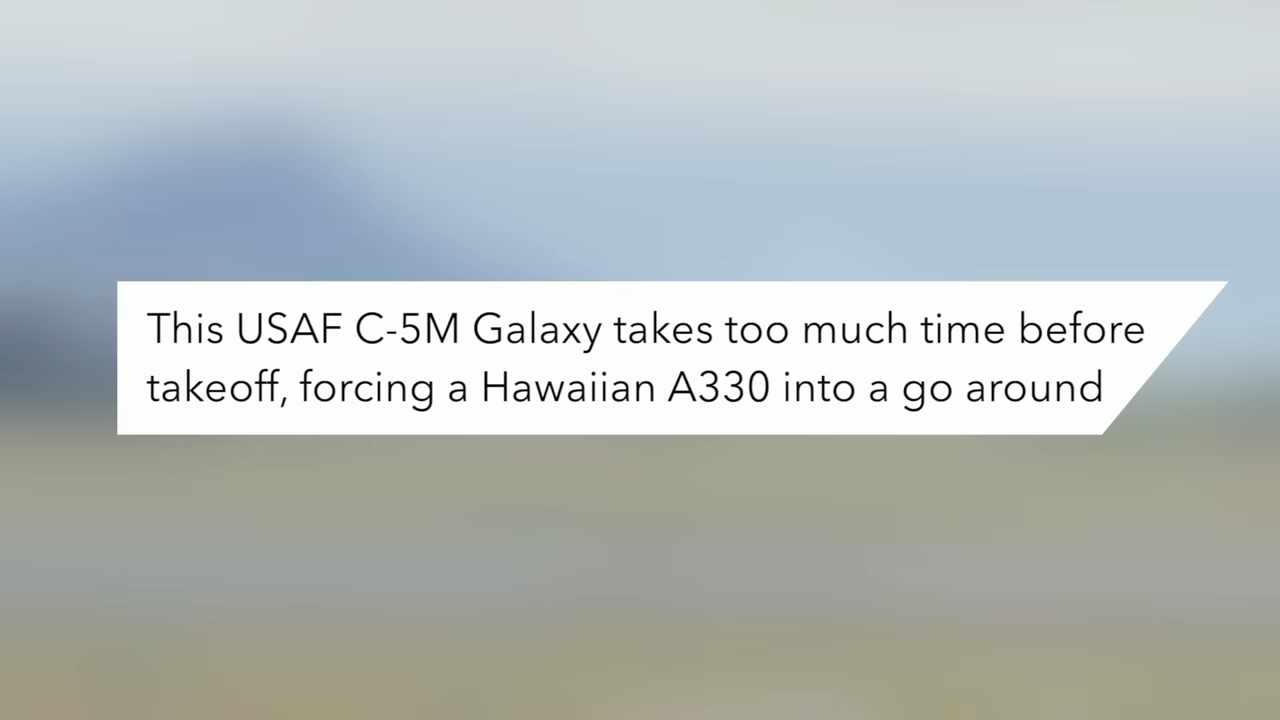 This USAF C-5M Galaxy takes too much time before
takeoff, forcing a Hawaiian A330 into a go around